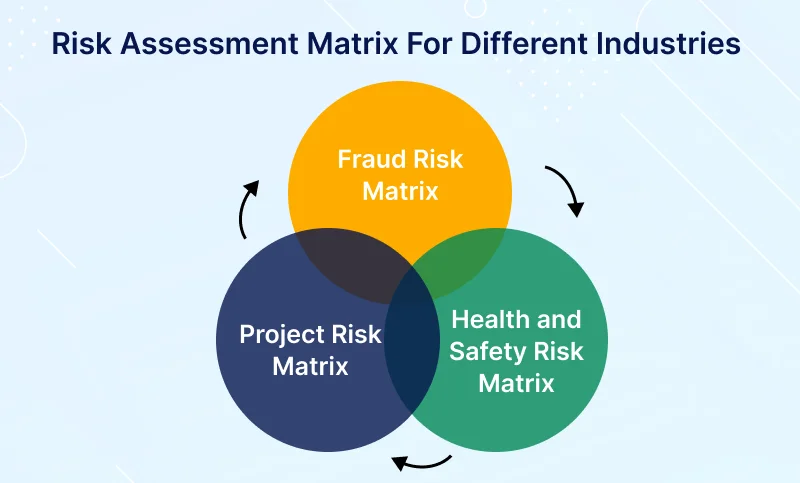 Risk Assessment Matrix For Different Industries
Fraud Risk
Matrix
Project Risk
Matrix
Health and
Safety Risk
Matrix